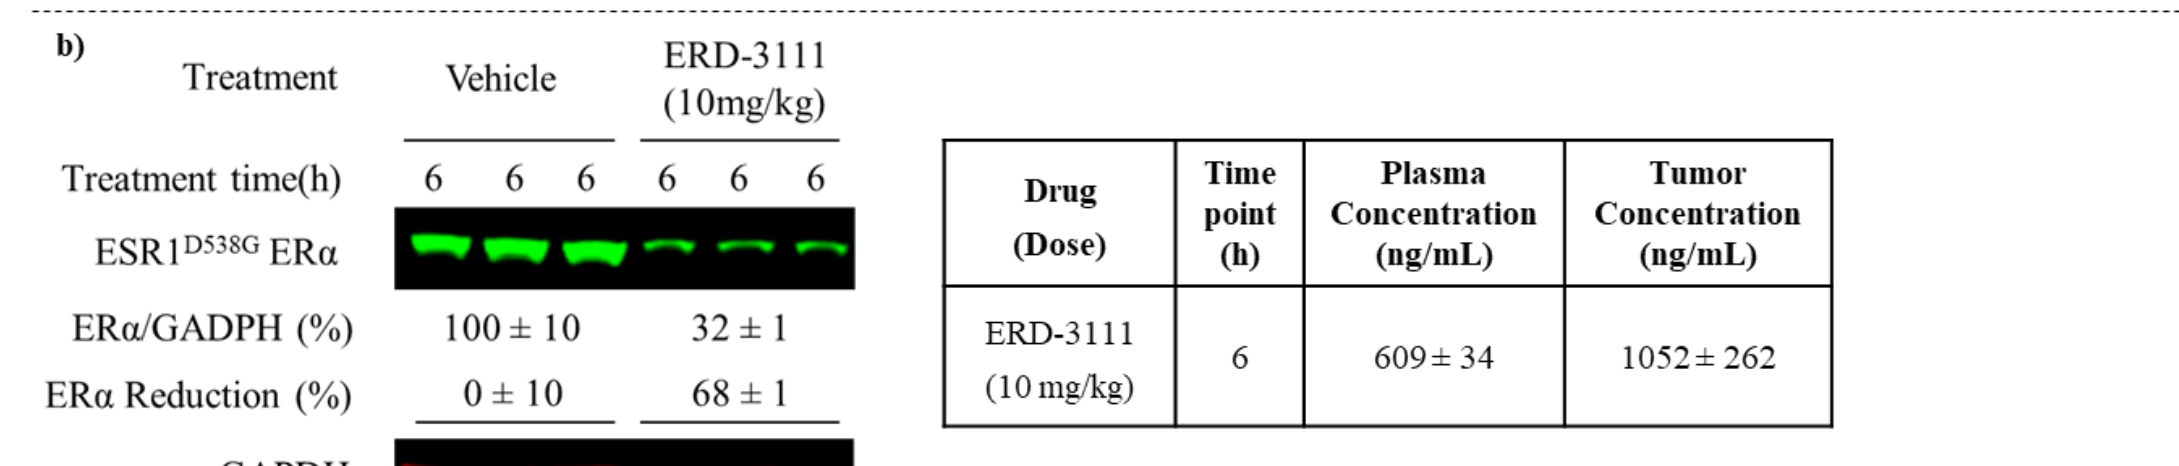 b)
Treatment Vehicle ERD-3111
(10mg/kg)
Treatment time(h) 6 6 6 6 6 6
ESR1ᴰ⁵³⁸ᴳ ERα
ERα/GADPH (%) 100 ± 10 32 ± 1
ERα Reduction (%) 0 ± 10 68 ± 1
GAPDH
Drug
(Dose)
Time
point
(h)
Plasma
Concentration
(ng/mL)
Tumor
Concentration
(ng/mL)
ERD-3111
(10 mg/kg)
6
609 ± 34
1052 ± 262